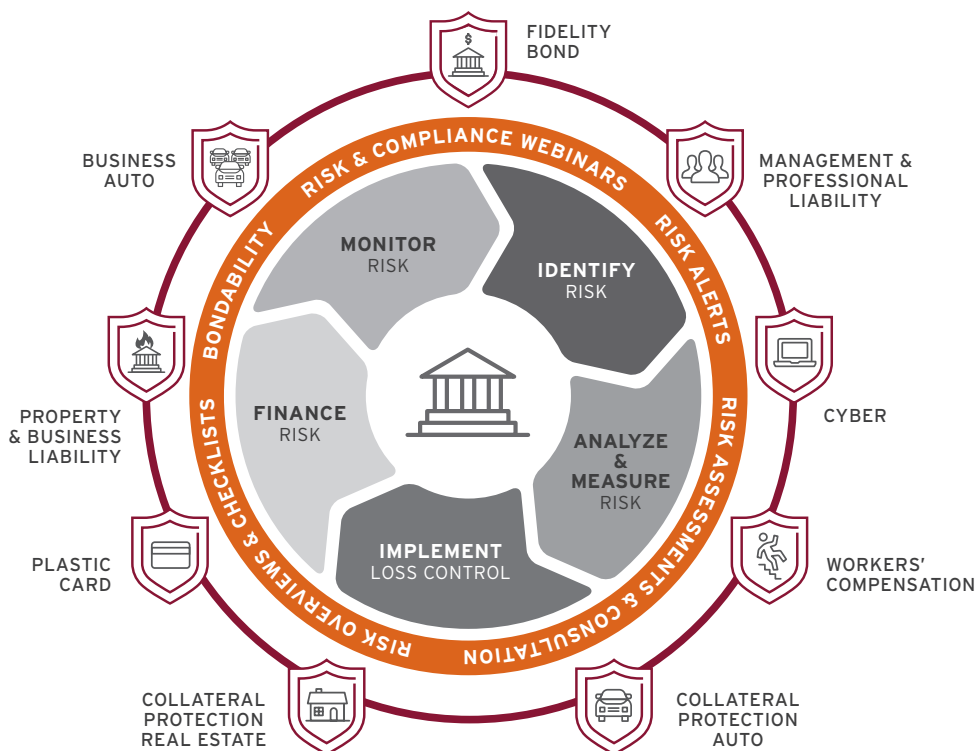 FIDELITY
BOND
$
BUSINESS
AUTO
MANAGEMENT &
PROFESSIONAL
LIABILITY
RISK & COMPLIANCE WEBINARS
BONDABILITY
RISK ALERTS
MONITOR
RISK
IDENTIFY
RISK
PROPERTY
& BUSINESS
LIABILITY
CYBER
FINANCE
RISK
ANALYZE
&
MEASURE
RISK
IMPLEMENT
LOSS CONTROL
RISK OVERVIEWS & CHECKLISTS
RISK ASSESSMENTS & CONSULTATION
PLASTIC
CARD
WORKERS’
COMPENSATION
COLLATERAL
PROTECTION
REAL ESTATE
COLLATERAL
PROTECTION
AUTO